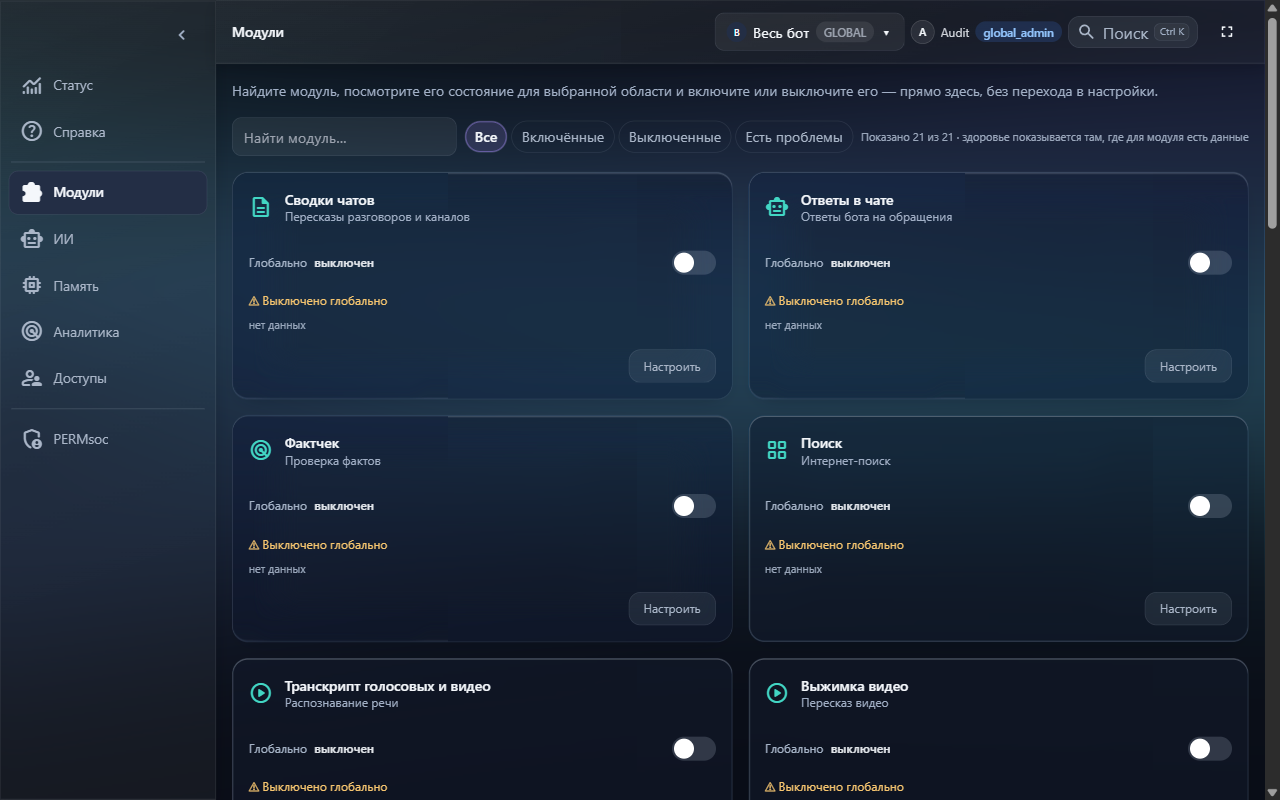 Модули
B Весь бот GLOBAL ▾
A Audit global_admin
Поиск Ctrl K
Статус
Справка
Модули
ИИ
Память
Аналитика
Доступы
PERMsoc
Найдите модуль, посмотрите его состояние для выбранной области и включите или выключите его — прямо здесь, без перехода в настройки.
Найти модуль...
Все
Включённые
Выключенные
Есть проблемы
Показано 21 из 21 · здоровье показывается там, где для модуля есть данные
Сводки чатов
Пересказы разговоров и каналов
Глобально выключен
⚠ Выключено глобально
нет данных
Настроить
Ответы в чате
Ответы бота на обращения
Глобально выключен
⚠ Выключено глобально
нет данных
Настроить
Фактчек
Проверка фактов
Глобально выключен
⚠ Выключено глобально
нет данных
Настроить
Поиск
Интернет-поиск
Глобально выключен
⚠ Выключено глобально
нет данных
Настроить
Транскрипт голосовых и видео
Распознавание речи
Глобально выключен
⚠ Выключено глобально
Выжимка видео
Пересказ видео
Глобально выключен
⚠ Выключено глобально